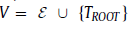 V = ℰ ∪ {T_ROOT}